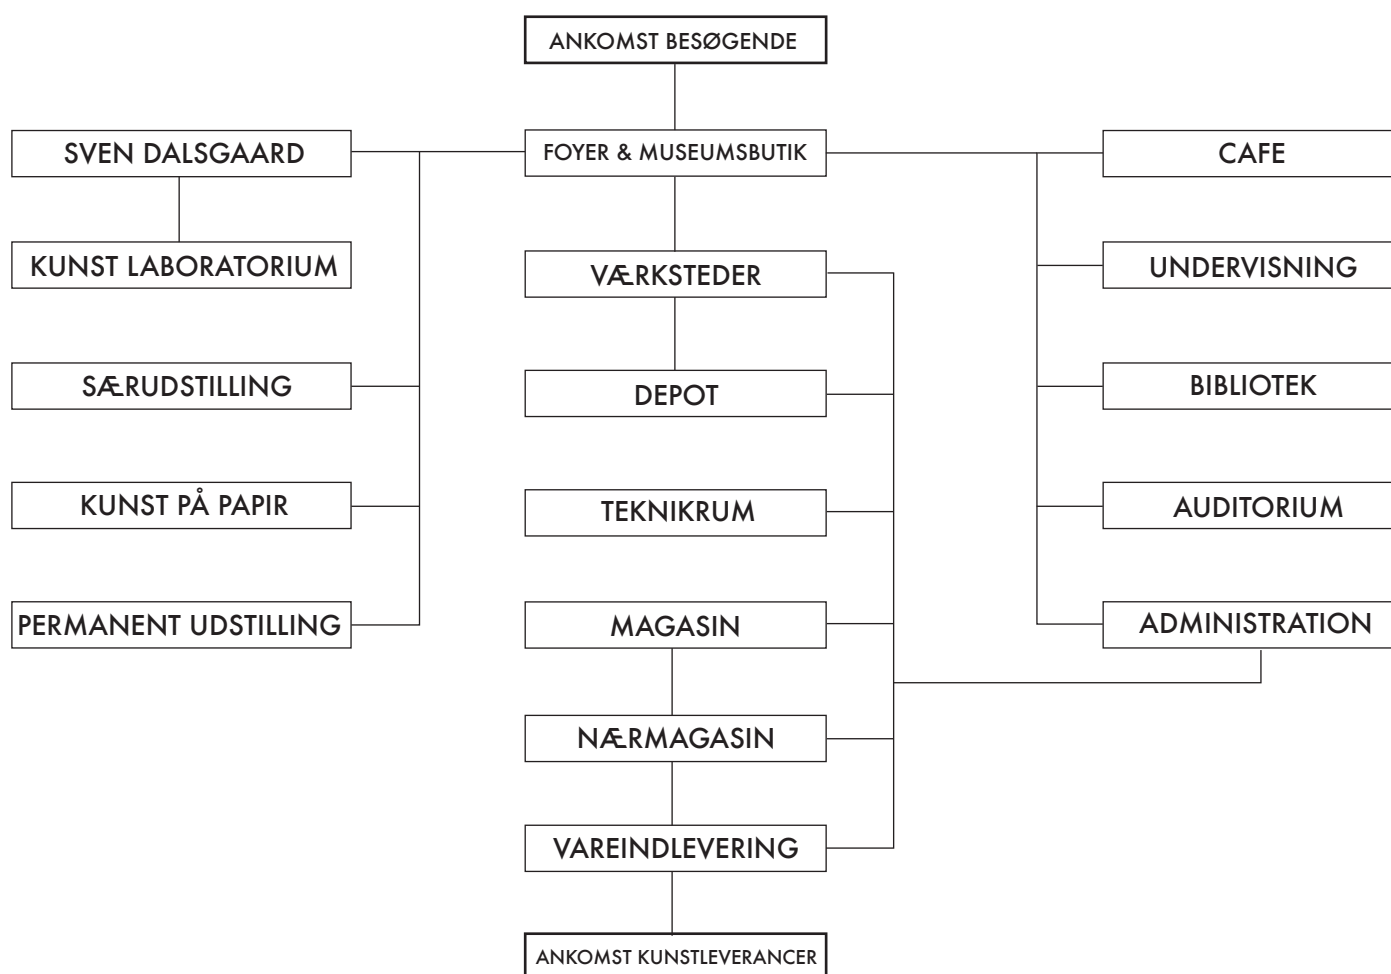 ANKOMST BESØGENDE
SVEN DALSGAARD
FOYER & MUSEUMSBUTIK
CAFE
KUNST LABORATORIUM
VÆRKSTEDER
UNDERVISNING
SÆRUDSTILLING
DEPOT
BIBLIOTEK
KUNST PÅ PAPIR
TEKNIKRUM
AUDITORIUM
PERMANENT UDSTILLING
MAGASIN
ADMINISTRATION
NÆRMAGASIN
VAREINDLEVERING
ANKOMST KUNSTLEVERANCER